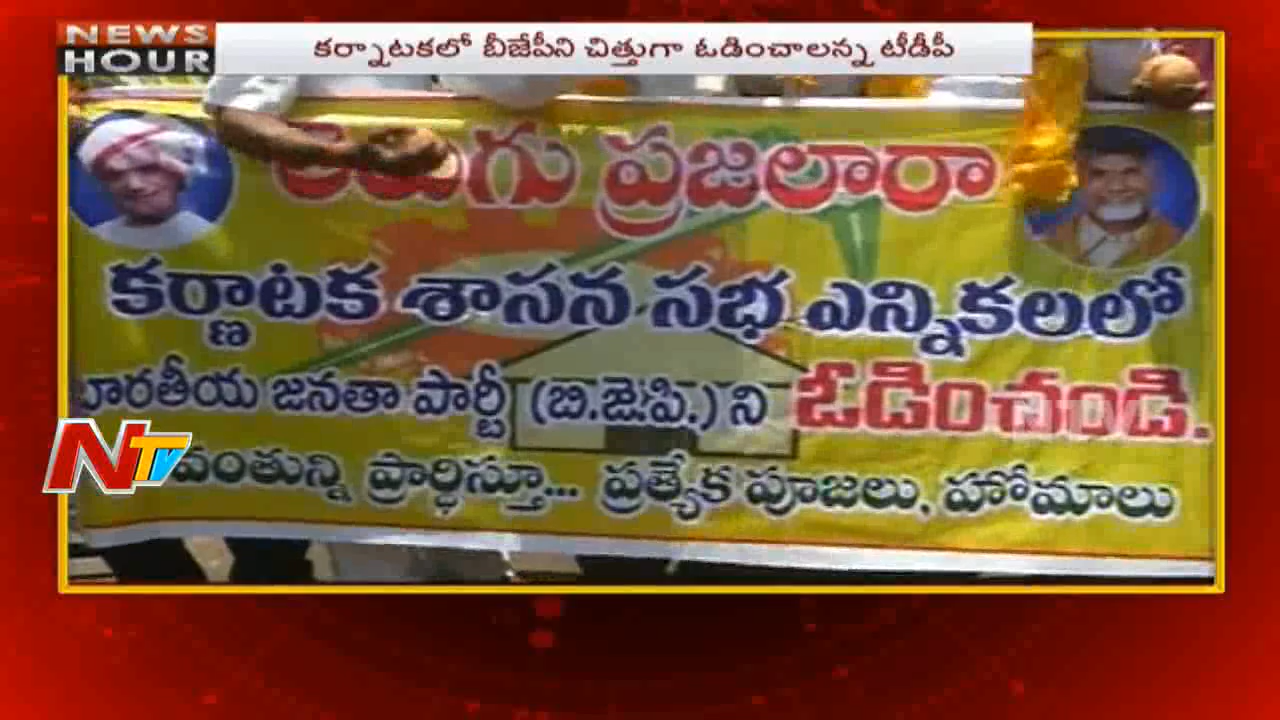 NEWS
HOUR
కర్నాటకలో బీజేపీని చిత్తుగా ఓడించాలన్న టీడీపీ
తెలుగు ప్రజలారా
కర్ణాటక శాసన సభ ఎన్నికలలో
భారతీయ జనతా పార్టీ (బి.జె.పి.) ని ఓడించండి.
NTV
ప్రార్థిస్తూ... ప్రత్యేక పూజలు, హోమాలు